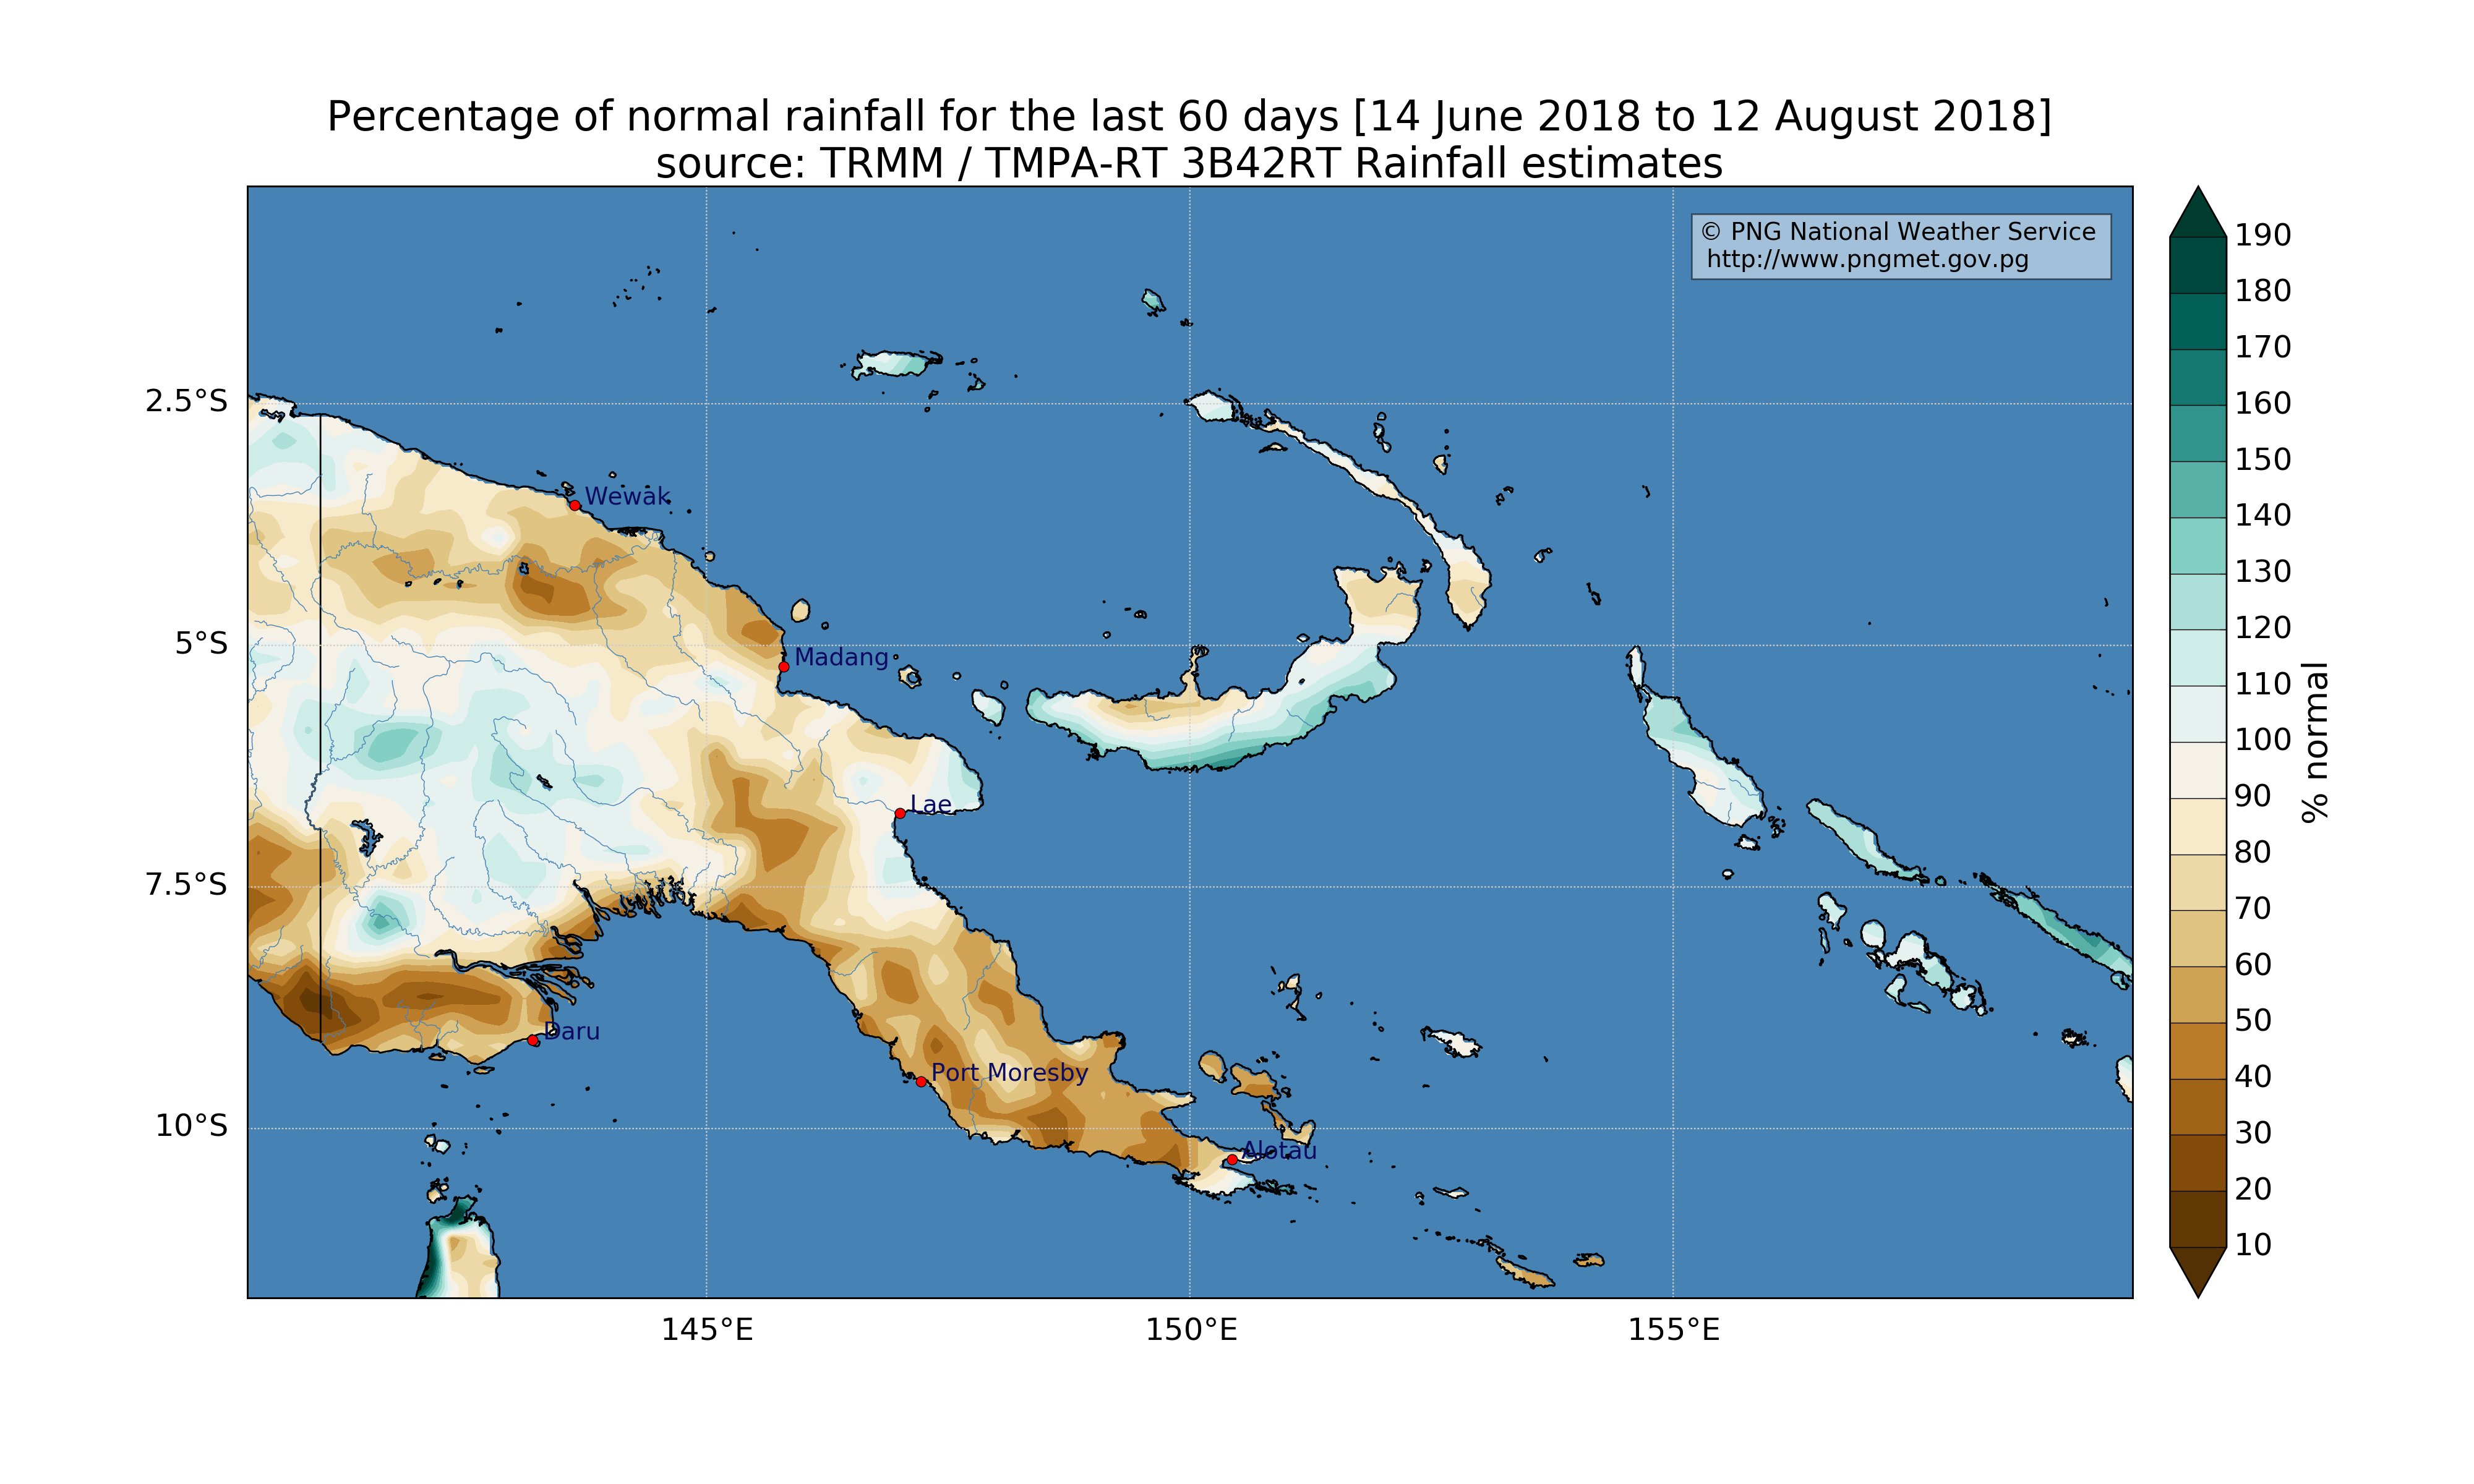 Percentage of normal rainfall for the last 60 days [14 June 2018 to 12 August 2018]
source: TRMM / TMPA-RT 3B42RT Rainfall estimates
© PNG National Weather Service
http://www.pngmet.gov.pg
190
180
170
160
150
140
130
120
110
100
90
80
70
60
50
40
30
20
10
% normal
2.5°S
5°S
7.5°S
10°S
Wewak
Madang
Lae
Daru
Port Moresby
Alotau
145°E
150°E
155°E